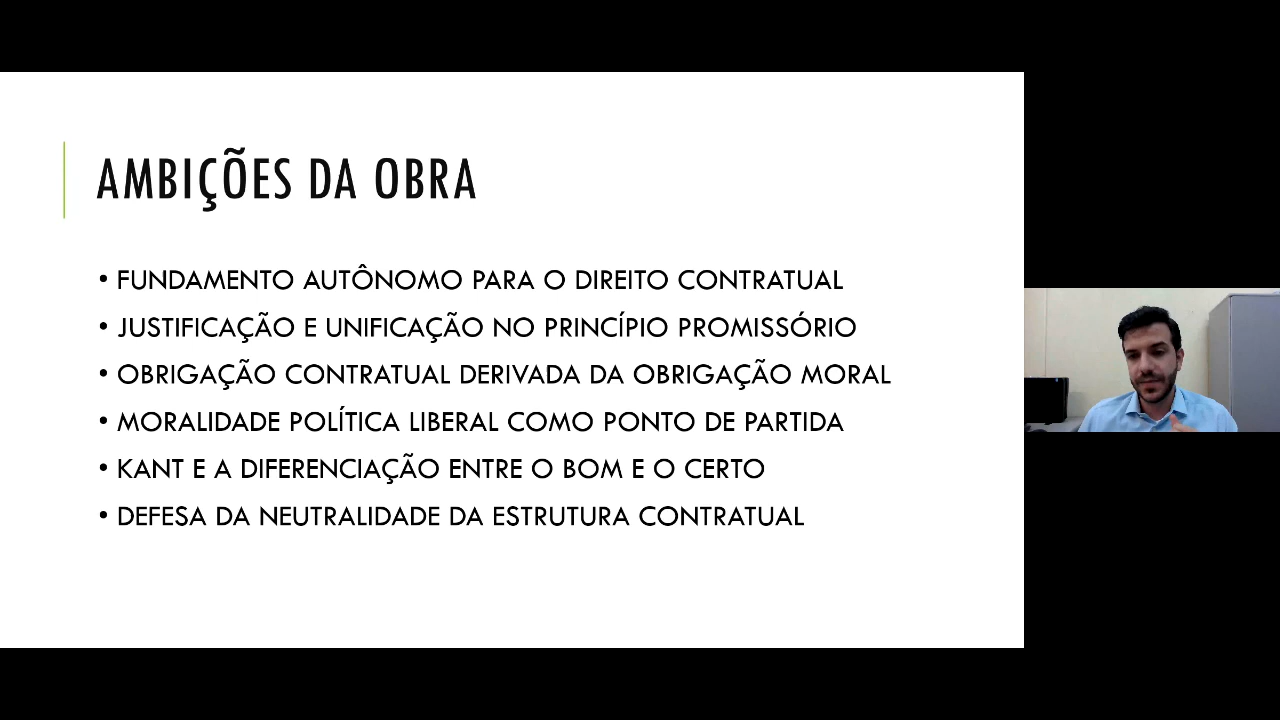 AMBIÇÕES DA OBRA
• FUNDAMENTO AUTÔNOMO PARA O DIREITO CONTRATUAL
• JUSTIFICAÇÃO E UNIFICAÇÃO NO PRINCÍPIO PROMISSÓRIO
• OBRIGAÇÃO CONTRATUAL DERIVADA DA OBRIGAÇÃO MORAL
• MORALIDADE POLÍTICA LIBERAL COMO PONTO DE PARTIDA
• KANT E A DIFERENCIAÇÃO ENTRE O BOM E O CERTO
• DEFESA DA NEUTRALIDADE DA ESTRUTURA CONTRATUAL